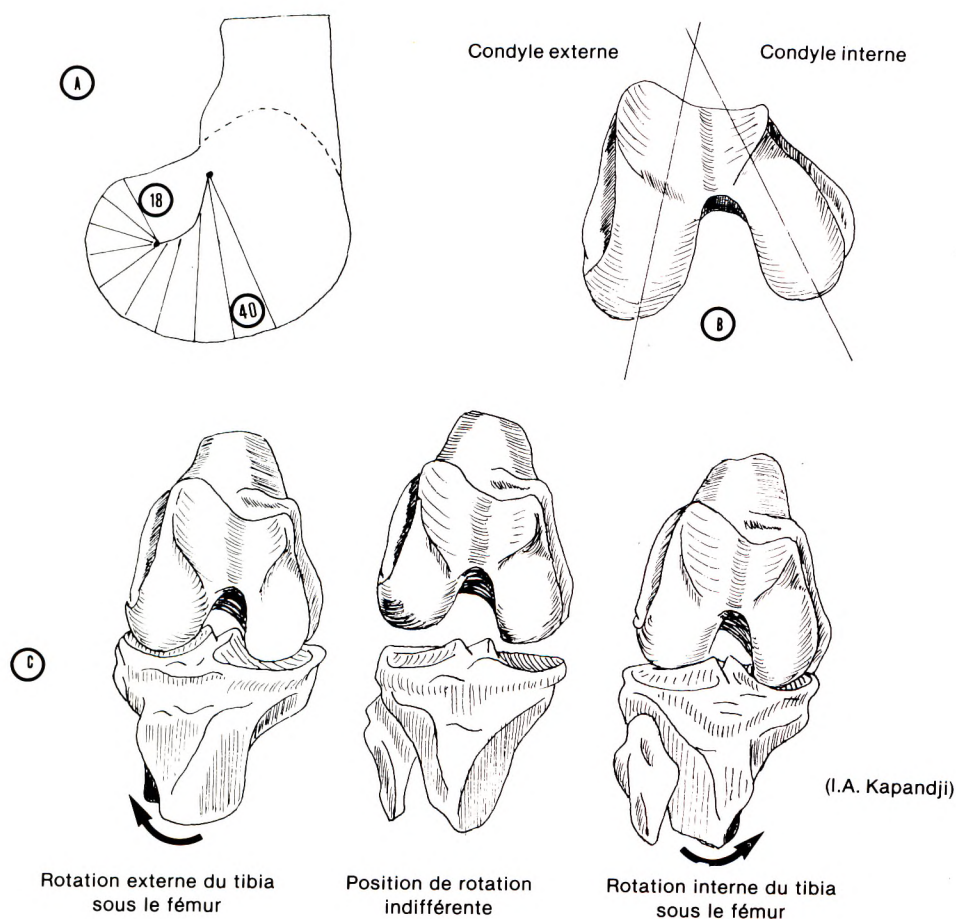 Condyle externe
Condyle interne
A
18
40
B
C
(I.A. Kapandji)
Rotation externe du tibia
sous le fémur
Position de rotation
indifférente
Rotation interne du tibia
sous le fémur